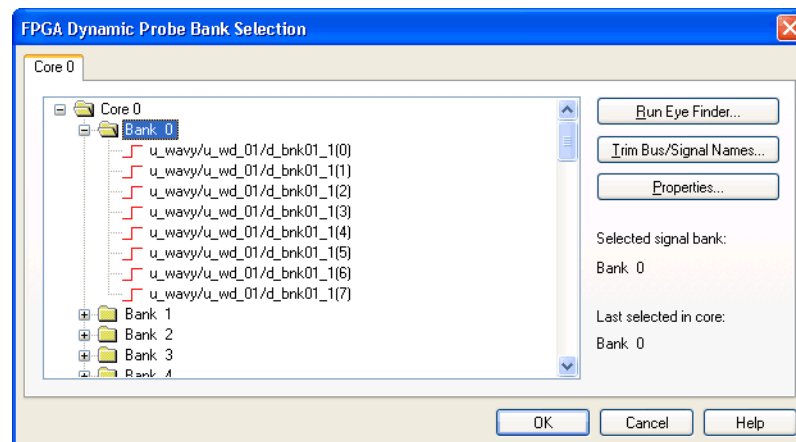 FPGA Dynamic Probe Bank Selection
Core 0
Core 0
Bank 0
u_wavy/u_wd_01/d_bnk01_1(0)
u_wavy/u_wd_01/d_bnk01_1(1)
u_wavy/u_wd_01/d_bnk01_1(2)
u_wavy/u_wd_01/d_bnk01_1(3)
u_wavy/u_wd_01/d_bnk01_1(4)
u_wavy/u_wd_01/d_bnk01_1(5)
u_wavy/u_wd_01/d_bnk01_1(6)
u_wavy/u_wd_01/d_bnk01_1(7)
Bank 1
Bank 2
Bank 3
Bank 4
Run Eye Finder...
Trim Bus/Signal Names...
Properties...
Selected signal bank:
Bank 0
Last selected in core:
Bank 0
OK
Cancel
Help